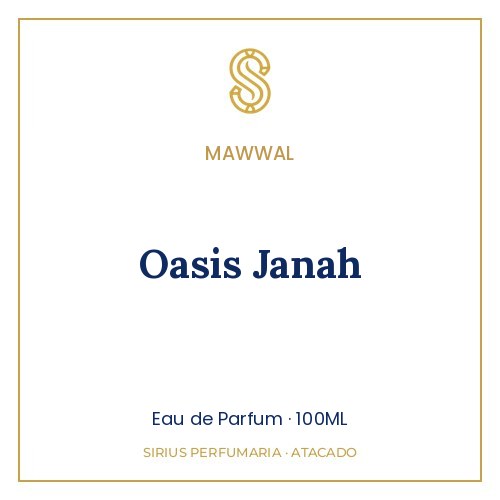 MAWWAL
Oasis Janah
Eau de Parfum · 100ML
SIRIUS PERFUMARIA · ATACADO